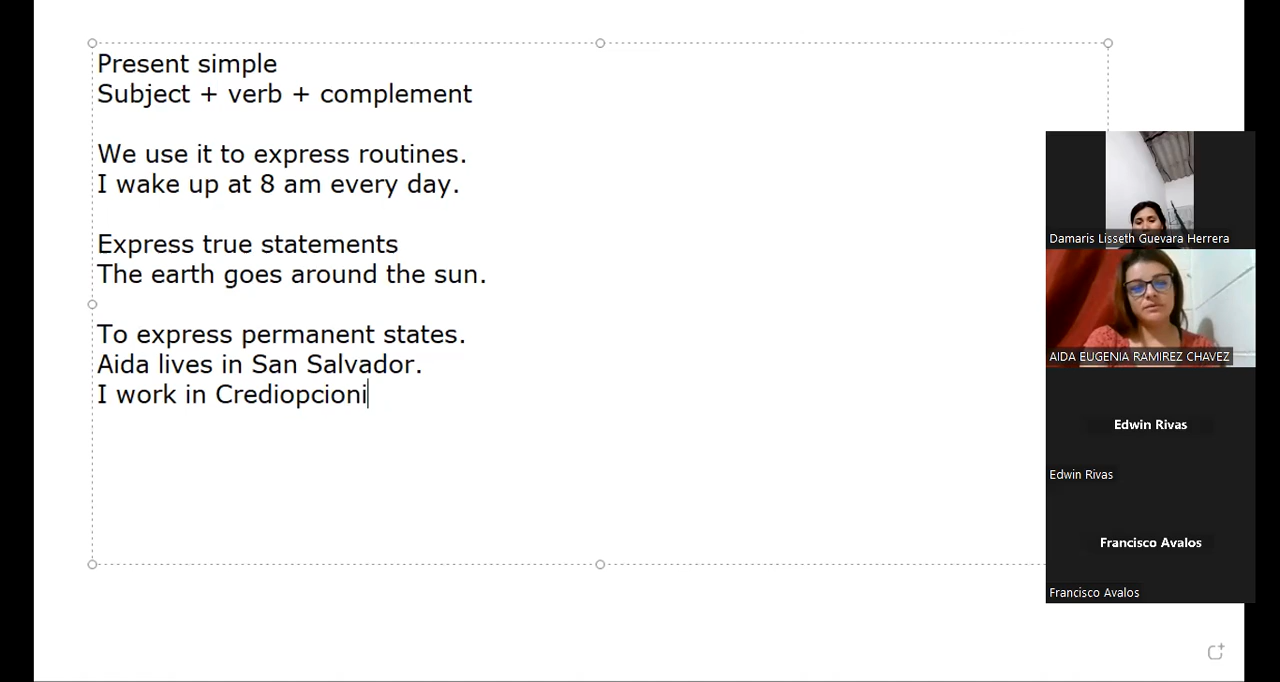 Present simple
Subject + verb + complement
We use it to express routines.
I wake up at 8 am every day.
Express true statements
The earth goes around the sun.
To express permanent states.
Aida lives in San Salvador.
I work in Crediopcioni
Damaris Lisseth Guevara Herrera
AIDA EUGENIA RAMIREZ CHAVEZ
Edwin Rivas
Edwin Rivas
Francisco Avalos
Francisco Avalos